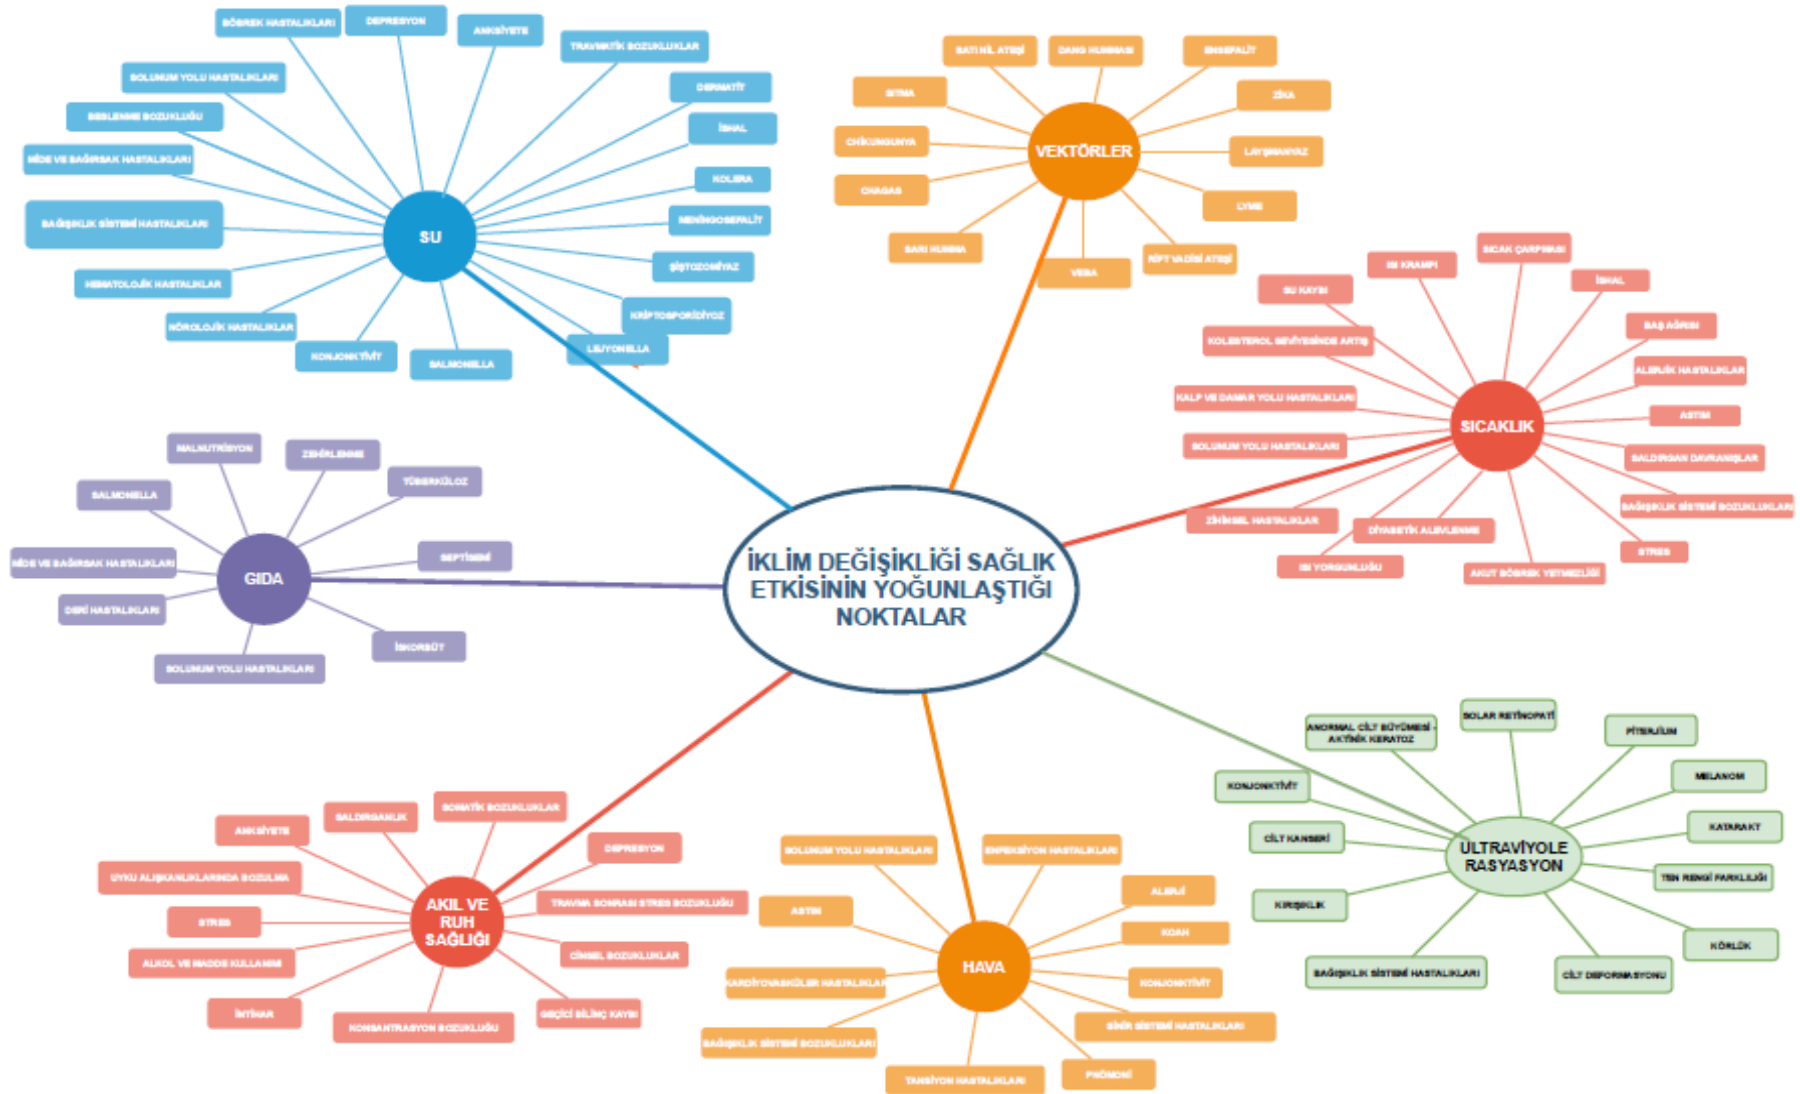 BÖBREK HASTALIKLARI
DEPRESYON
ANKSİYETE
TRAVMATİK BOZUKLUKLAR
SOLUNUM YOLU HASTALIKLARI
DERMATİT
BESLENME BOZUKLUĞU
İSHAL
MİDE VE BAĞIRSAK HASTALIKLARI
KOLERA
BAĞIŞIKLIK SİSTEMİ HASTALIKLARI
MENİNGOSEFALİT
SU
HEMATOLOJİK HASTALIKLAR
ŞİŞTOZOMİYAZ
NÖROLOJİK HASTALIKLAR
KRİPTOSPORİDİYOZ
KONJONKTİVİT
SALMONELLA
LEJYONELLA
BATI NİL ATEŞİ
DANG HUMMASI
ENSEFALİT
SITMA
ZİKA
CHİKUNGUNYA
VEKTÖRLER
LAYŞMANYAZ
CHAGAS
LYME
SARI HUMMA
VEBA
RİFT VADİSİ ATEŞİ
SICAK ÇARPMASI
ISI KRAMPI
İSHAL
SU KAYBI
BAŞ AĞRISI
KOLESTEROL SEVİYESİNDE ARTIŞ
ALERJİK HASTALIKLAR
KALP VE DAMAR YOLU HASTALIKLARI
ASTIM
SICAKLIK
SOLUNUM YOLU HASTALIKLARI
SALDIRGAN DAVRANIŞLAR
BAĞIŞIKLIK SİSTEMİ BOZUKLUKLARI
ZİHİNSEL HASTALIKLAR
DİYABETİK ALEVLENME
STRES
ISI YORGUNLUĞU
AKUT BÖBREK YETMEZLİĞİ
MALNUTRİSYON
ZEHİRLENME
SALMONELLA
TÜBERKÜLOZ
MİDE VE BAĞIRSAK HASTALIKLARI
SEPTİSEMİ
GIDA
DERİ HASTALIKLARI
İSKORBÜT
SOLUNUM YOLU HASTALIKLARI
İKLİM DEĞİŞİKLİĞİ SAĞLIK
ETKİSİNİN YOĞUNLAŞTIĞI
NOKTALAR
SOMATİK BOZUKLUKLAR
SALDIRGANLIK
ANKSİYETE
DEPRESYON
UYKU ALIŞKANLIKLARINDA BOZULMA
TRAVMA SONRASI STRES BOZUKLUĞU
STRES
AKIL VE
RUH
SAĞLIĞI
ALKOL VE MADDE KULLANIMI
CİNSEL BOZUKLUKLAR
İNTİHAR
KONSANTRASYON BOZUKLUĞU
GEÇİCİ BİLİNÇ KAYBI
SOLUNUM YOLU HASTALIKLARI
ENFEKSİYON HASTALIKLARI
ALERJİ
ASTIM
KOAH
HAVA
KARDİYOVASKÜLER HASTALIKLAR
KONJONKTİVİT
SİNİR SİSTEMİ HASTALIKLARI
BAĞIŞIKLIK SİSTEMİ BOZUKLUKLARI
TANSİYON HASTALIKLARI
PNÖMONİ
ANORMAL CİLT BÜYÜMESİ -
AKTİNİK KERATOZ
SOLAR RETİNOPATİ
PİTERJİUM
KONJONKTİVİT
MELANOM
CİLT KANSERİ
KATARAKT
ULTRAVİYOLE
RASYASYON
TEN RENGİ FARKLILIĞI
KIRIŞIKLIK
KÖRLÜK
BAĞIŞIKLIK SİSTEMİ HASTALIKLARI
CİLT DEFORMASYONU